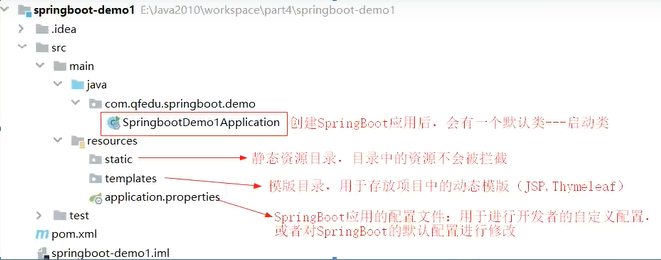 springboot-demo1 E:\Java2010\workspace\part4\springboot-demo1
.idea
src
main
java
com.qfedu.springboot.demo
SpringbootDemo1Application 创建SpringBoot应用后，会有一个默认类---启动类
resources
static 静态资源目录，目录中的资源不会被拦截
templates 模版目录，用于存放项目中的动态模版（JSP,Thymeleaf）
application.properties SpringBoot应用的配置文件：用于进行开发者的自定义配置，
或者对SpringBoot的默认配置进行修改
test
pom.xml
springboot-demo1.iml